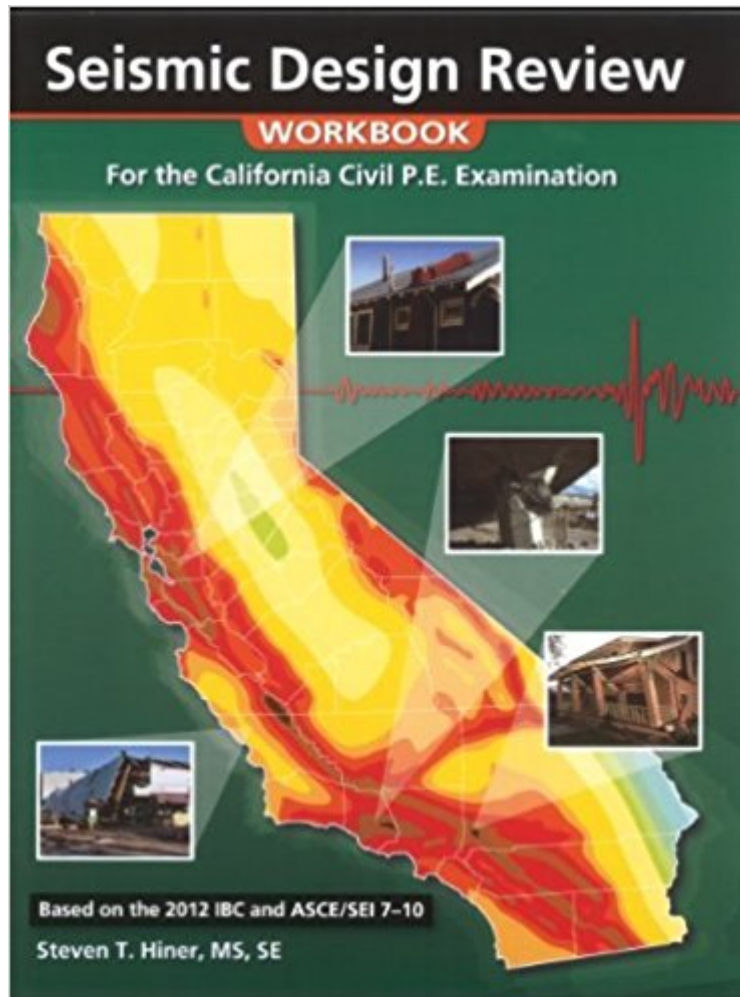 Seismic Design Review
WORKBOOK
For the California Civil P.E. Examination
Based on the 2012 IBC and ASCE/SEI 7–10
Steven T. Hiner, MS, SE